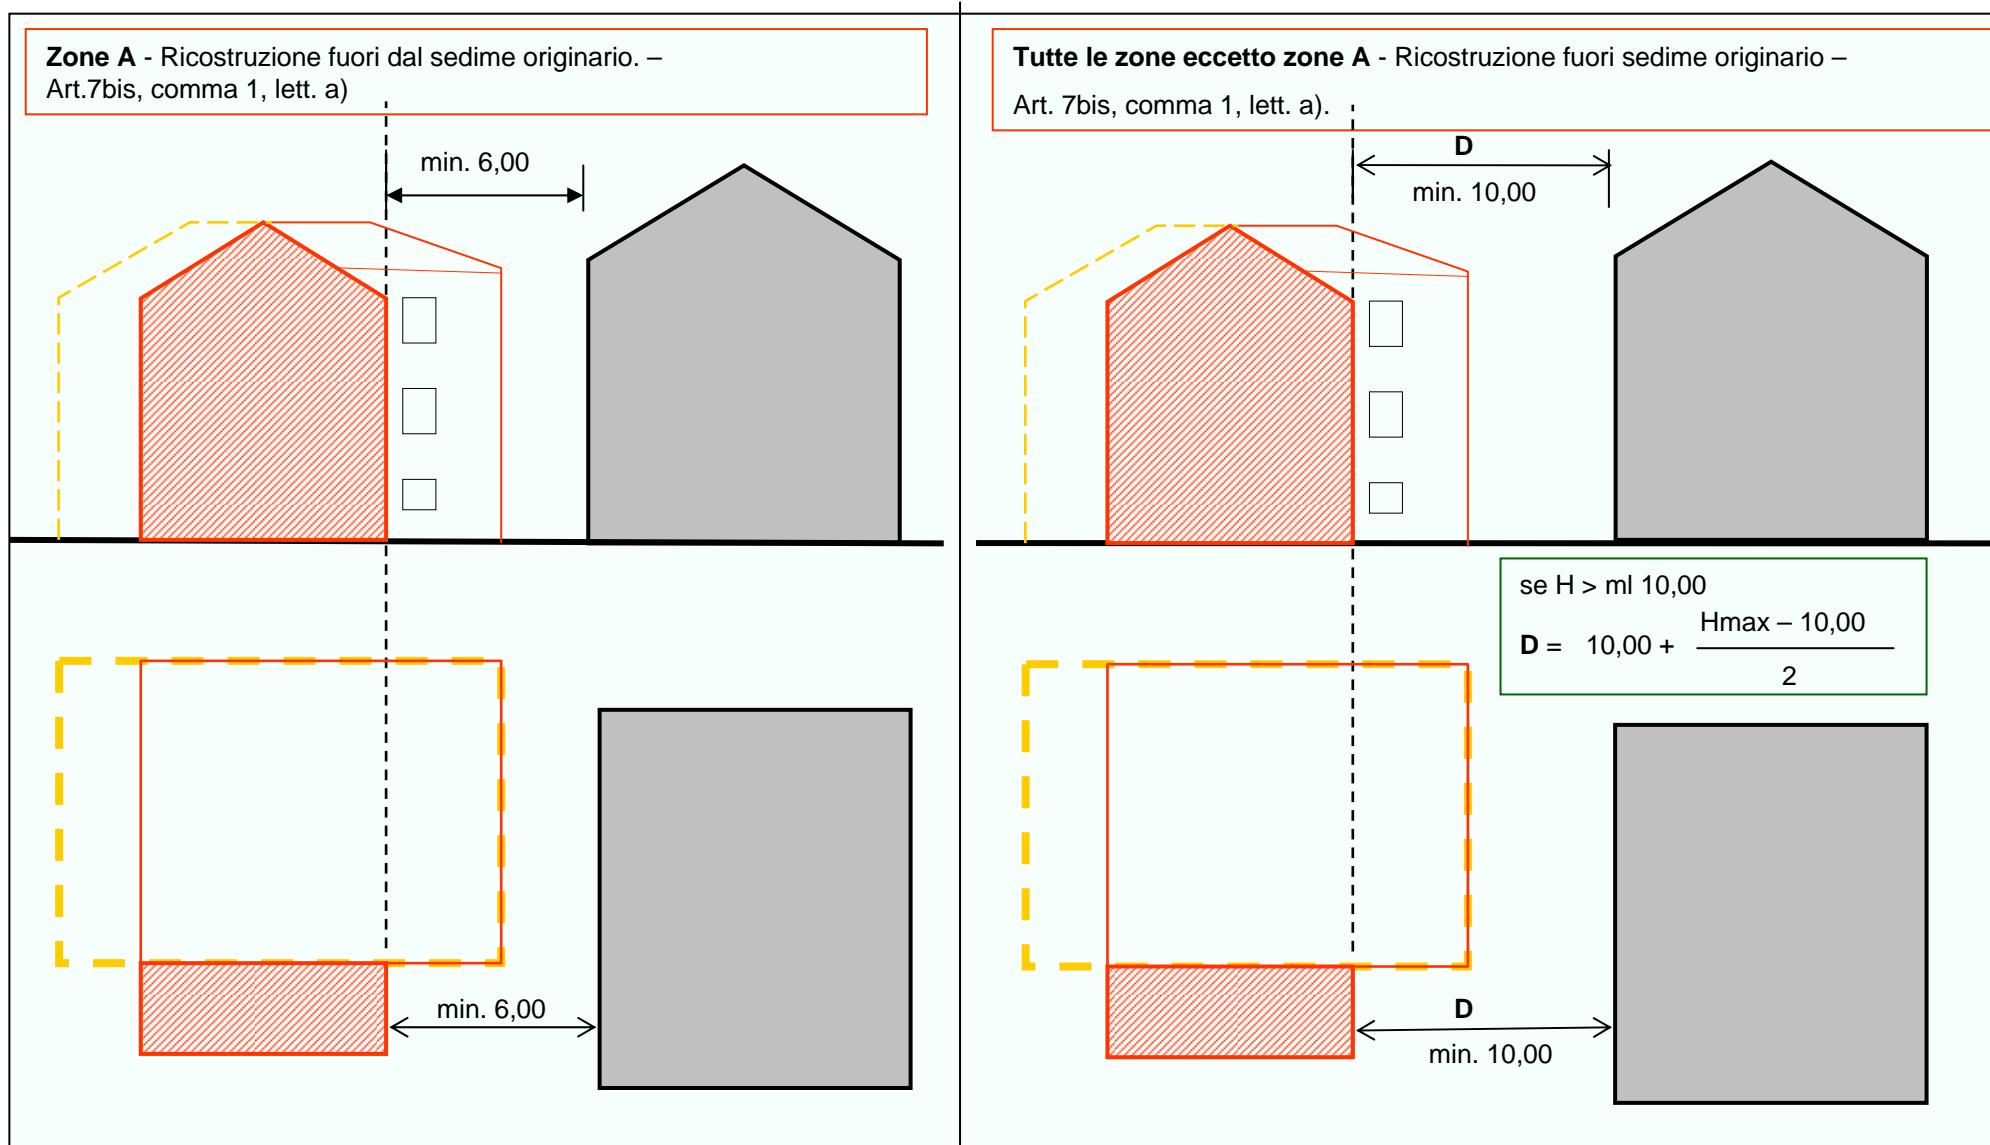 Zone A - Ricostruzione fuori dal sedime originario. –
Art.7bis, comma 1, lett. a)
min. 6,00
min. 6,00
Tutte le zone eccetto zone A - Ricostruzione fuori sedime originario –
Art. 7bis, comma 1, lett. a).
D
min. 10,00
se H > ml 10,00
Hmax – 10,00
D = 10,00 +
2
D
min. 10,00